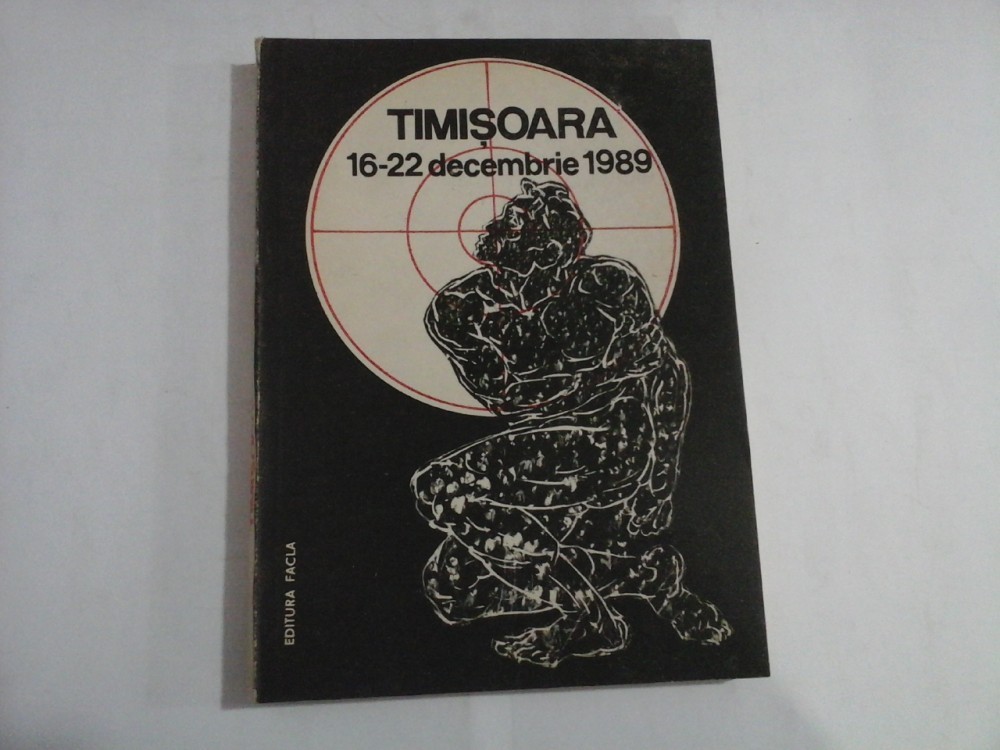 TIMIȘOARA
16-22 decembrie 1989
EDITURA FACLA